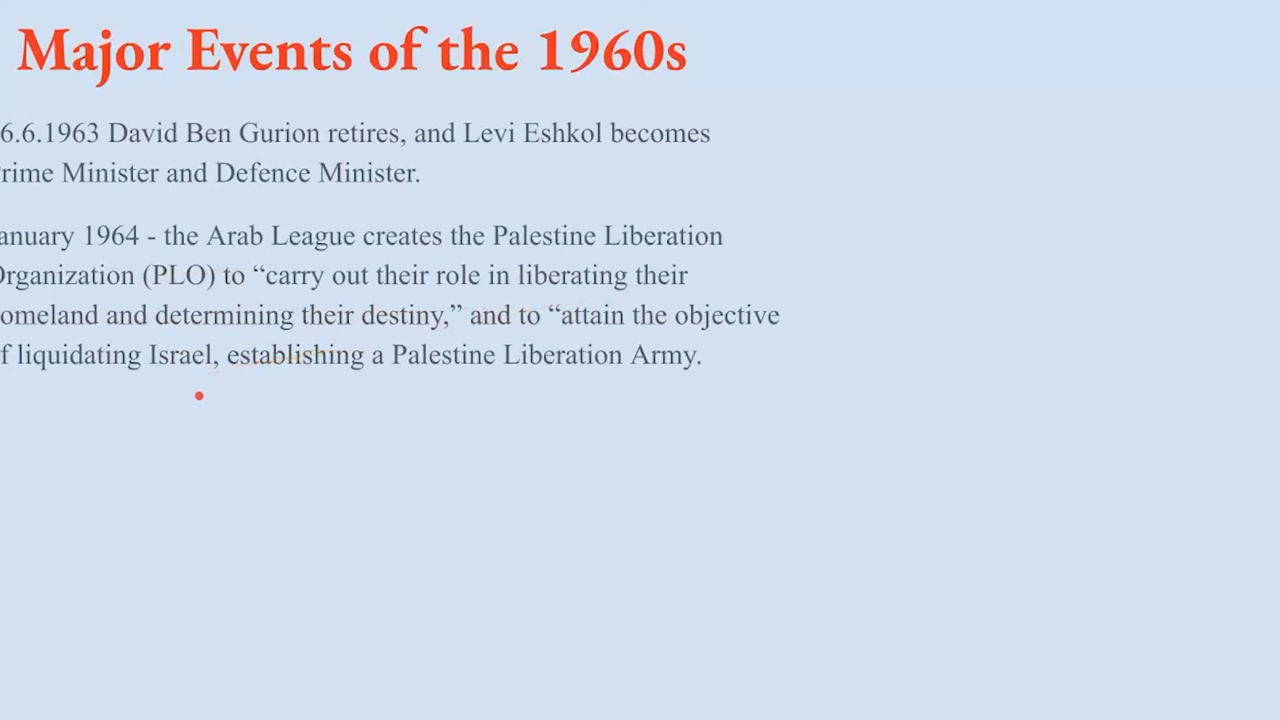 Major Events of the 1960s
6.6.1963 David Ben Gurion retires, and Levi Eshkol becomes
rime Minister and Defence Minister.
anuary 1964 - the Arab League creates the Palestine Liberation
Organization (PLO) to “carry out their role in liberating their
omeland and determining their destiny,” and to “attain the objective
f liquidating Israel, establishing a Palestine Liberation Army.